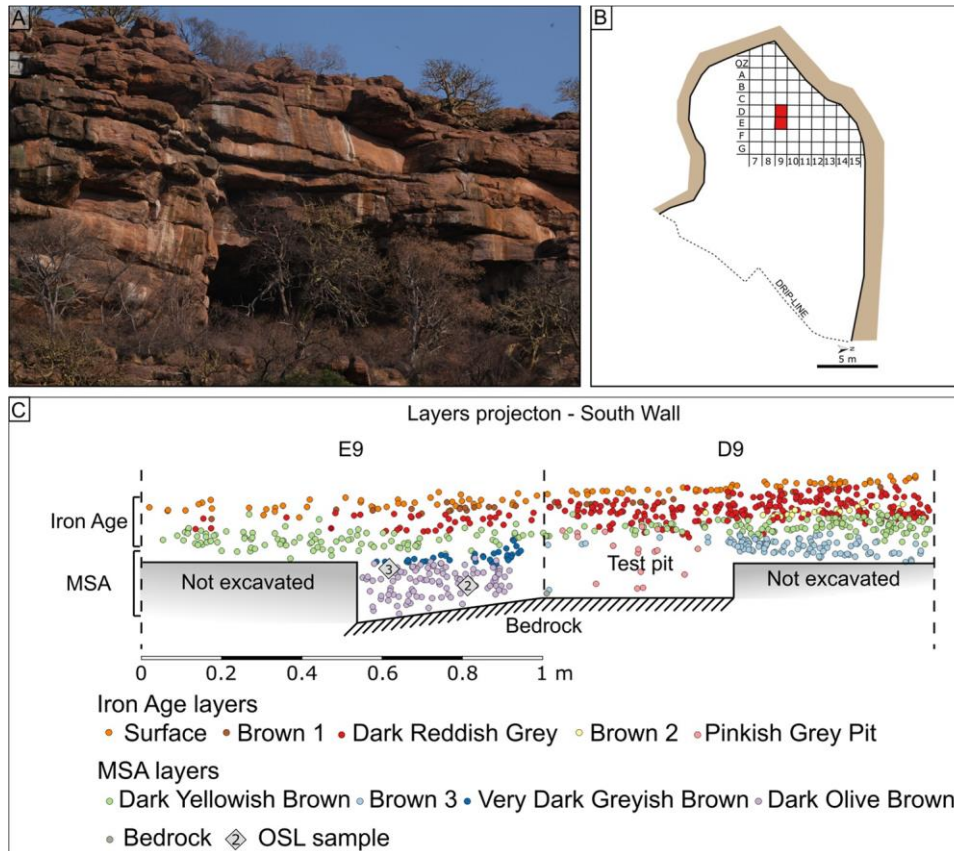 A
B
OZ
A
B
C
D
E
F
G
7 8 9 10 11 12 13 14 15
DRIP-LINE
N
5 m
C
Layers projecton - South Wall
E9
D9
Iron Age
MSA
Not excavated
3
2
Test pit
Not excavated
Bedrock
0 0.2 0.4 0.6 0.8 1 m
Iron Age layers
Surface Brown 1 Dark Reddish Grey Brown 2 Pinkish Grey Pit
MSA layers
Dark Yellowish Brown Brown 3 Very Dark Greyish Brown Dark Olive Brown
Bedrock 2 OSL sample